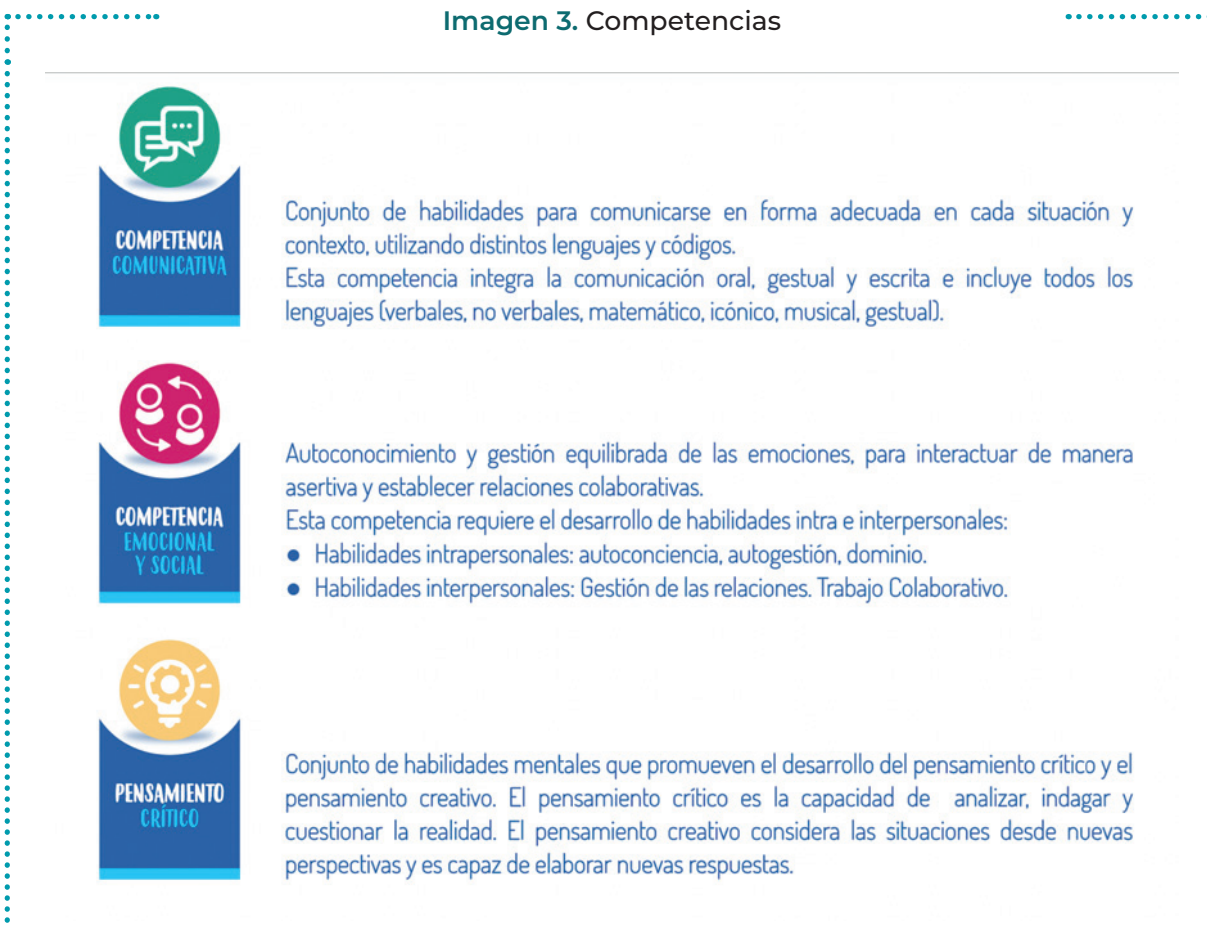 Imagen 3. Competencias
COMPETENCIA
COMUNICATIVA
Conjunto de habilidades para comunicarse en forma adecuada en cada situación y
contexto, utilizando distintos lenguajes y códigos.
Esta competencia integra la comunicación oral, gestual y escrita e incluye todos los
lenguajes (verbales, no verbales, matemático, icónico, musical, gestual).
COMPETENCIA
EMOCIONAL
Y SOCIAL
Autoconocimiento y gestión equilibrada de las emociones, para interactuar de manera
asertiva y establecer relaciones colaborativas.
Esta competencia requiere el desarrollo de habilidades intra e interpersonales:
● Habilidades intrapersonales: autoconciencia, autogestión, dominio.
● Habilidades interpersonales: Gestión de las relaciones. Trabajo Colaborativo.
PENSAMIENTO
CRÍTICO
Conjunto de habilidades mentales que promueven el desarrollo del pensamiento crítico y el
pensamiento creativo. El pensamiento crítico es la capacidad de analizar, indagar y
cuestionar la realidad. El pensamiento creativo considera las situaciones desde nuevas
perspectivas y es capaz de elaborar nuevas respuestas.